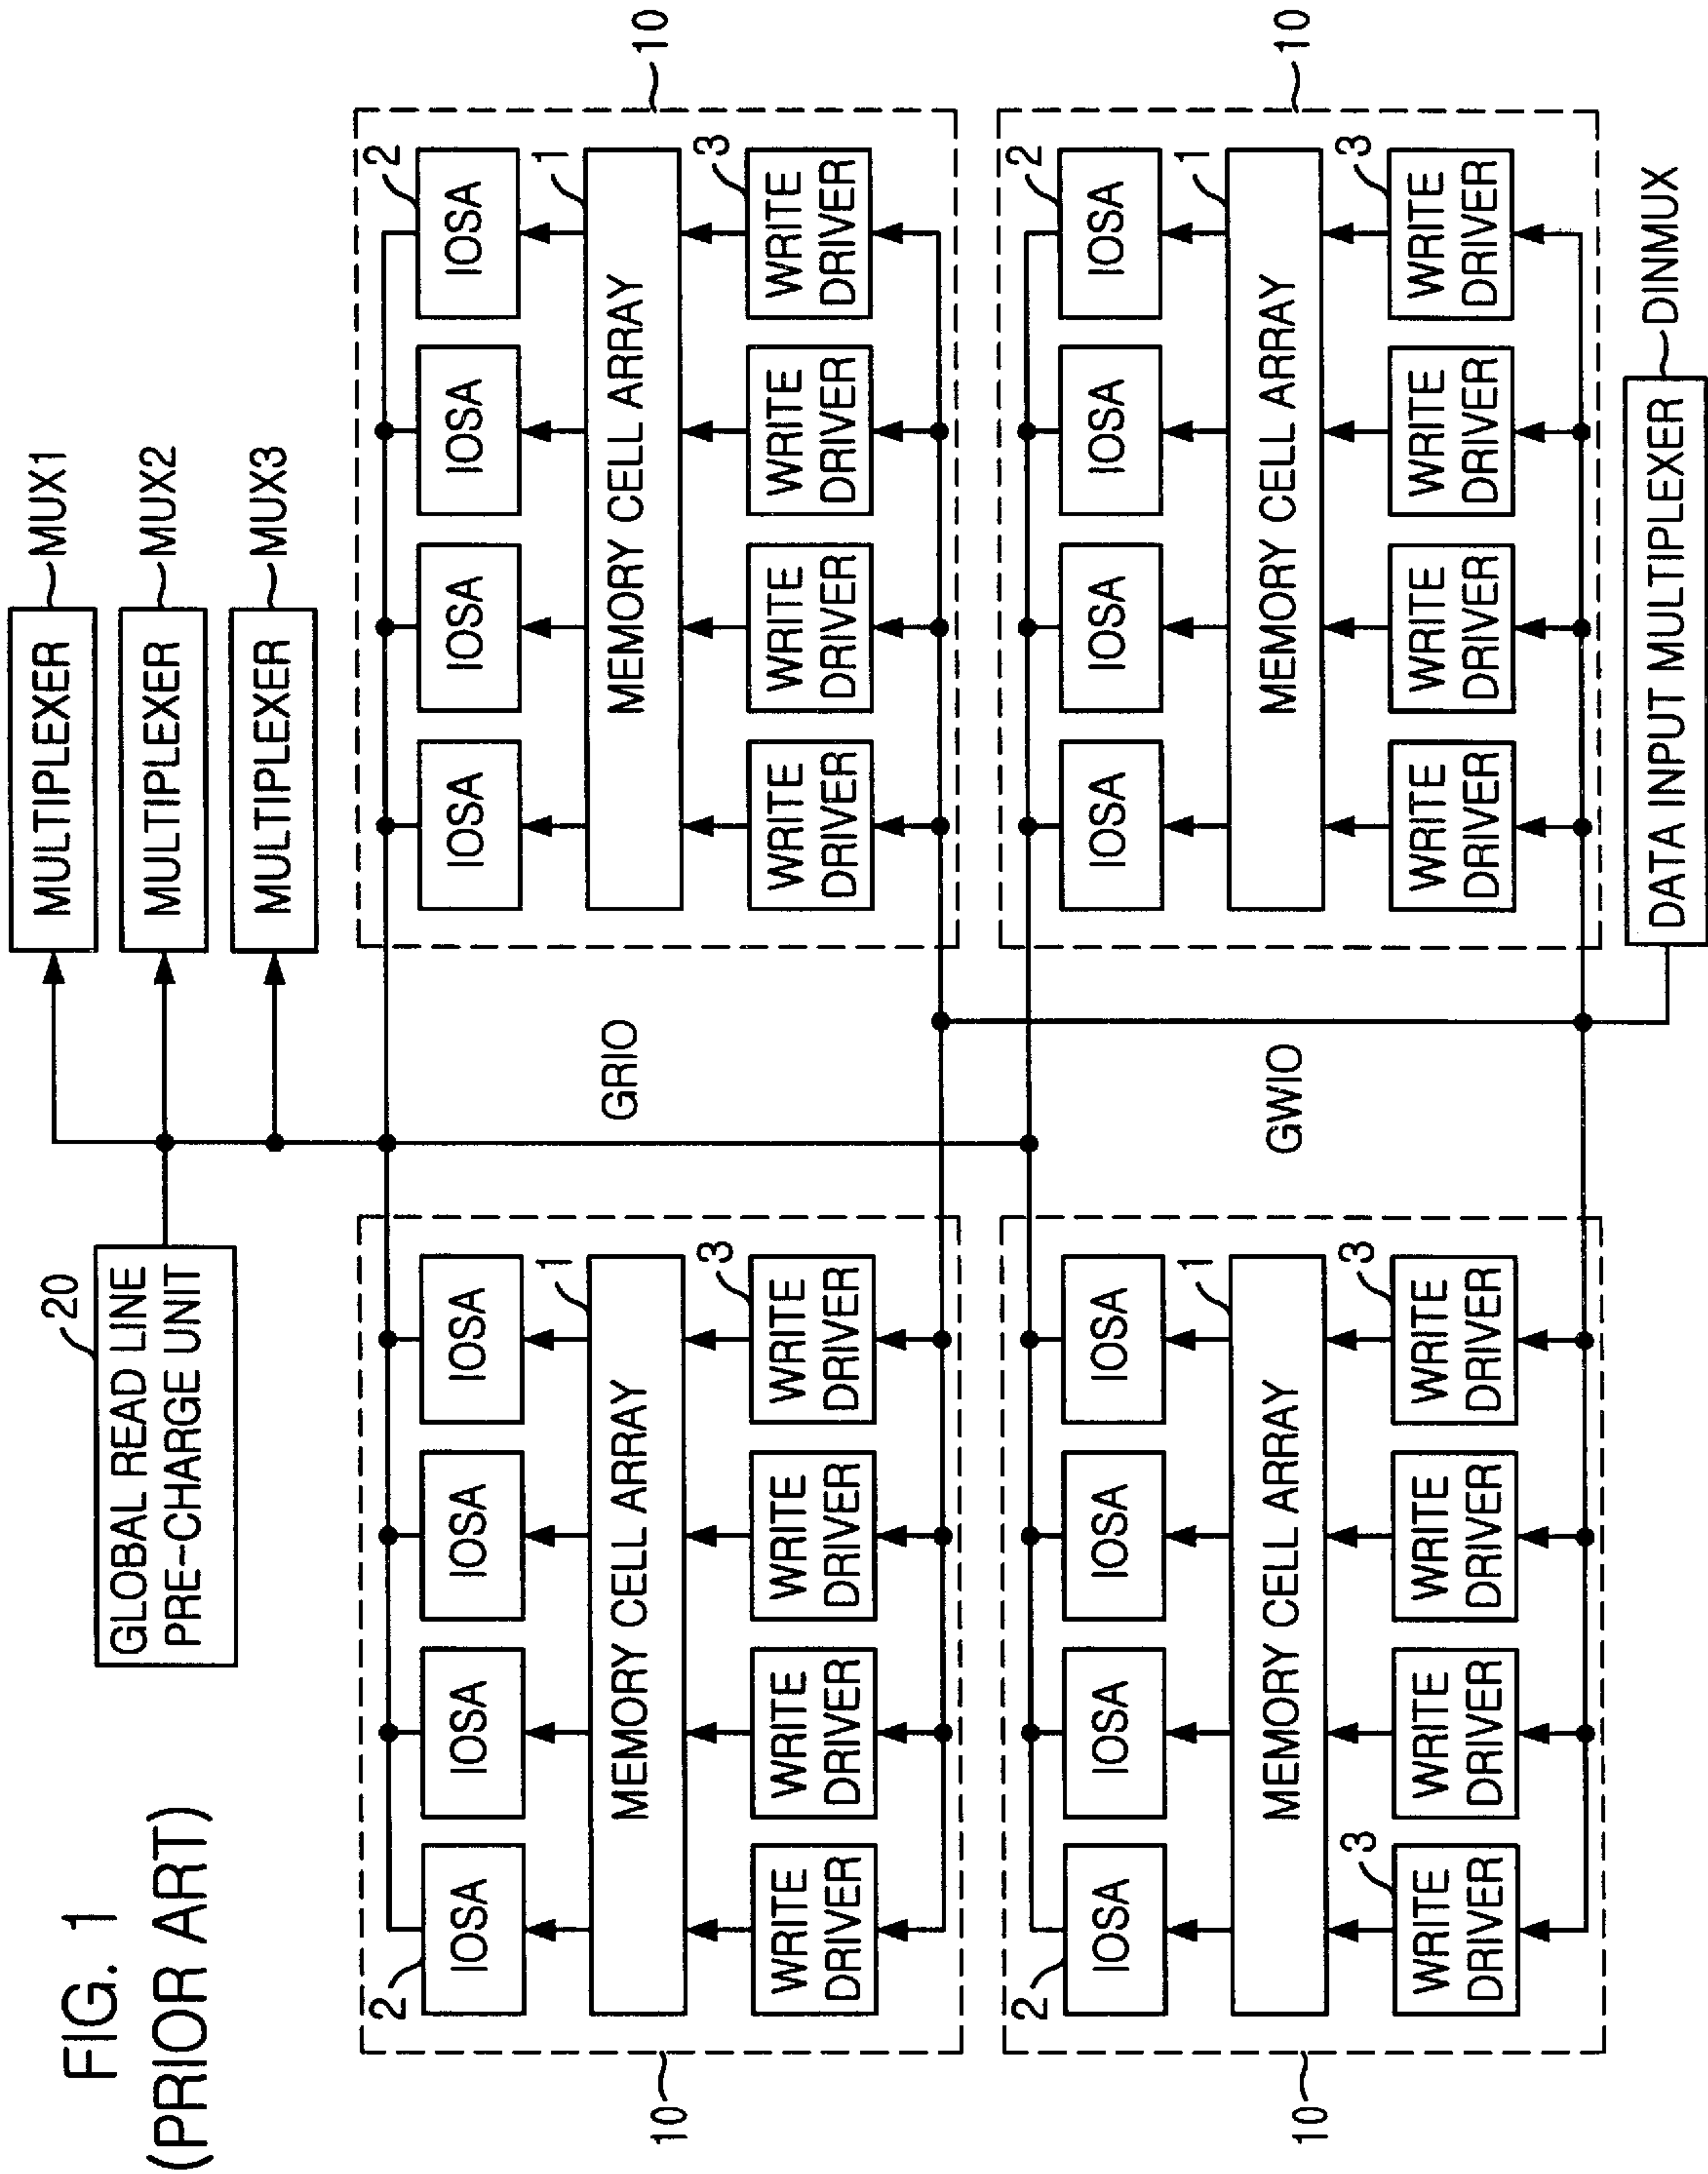 FIG. 1
(PRIOR ART)
20
GLOBAL READ LINE
PRE-CHARGE UNIT
MULTIPLEXER
MUX1
MULTIPLEXER
MUX2
MULTIPLEXER
MUX3
10
2
IOSA
IOSA
IOSA
IOSA
1
MEMORY CELL ARRAY
3
WRITE
DRIVER
WRITE
DRIVER
WRITE
DRIVER
WRITE
DRIVER
GRIO
2
IOSA
IOSA
IOSA
IOSA
1
MEMORY CELL ARRAY
3
WRITE
DRIVER
WRITE
DRIVER
WRITE
DRIVER
WRITE
DRIVER
10
10
2
IOSA
IOSA
IOSA
IOSA
1
MEMORY CELL ARRAY
3
3
WRITE
DRIVER
WRITE
DRIVER
WRITE
DRIVER
WRITE
DRIVER
GWIO
2
IOSA
IOSA
IOSA
IOSA
1
MEMORY CELL ARRAY
3
WRITE
DRIVER
WRITE
DRIVER
WRITE
DRIVER
WRITE
DRIVER
10
DATA INPUT MULTIPLEXER
DINMUX